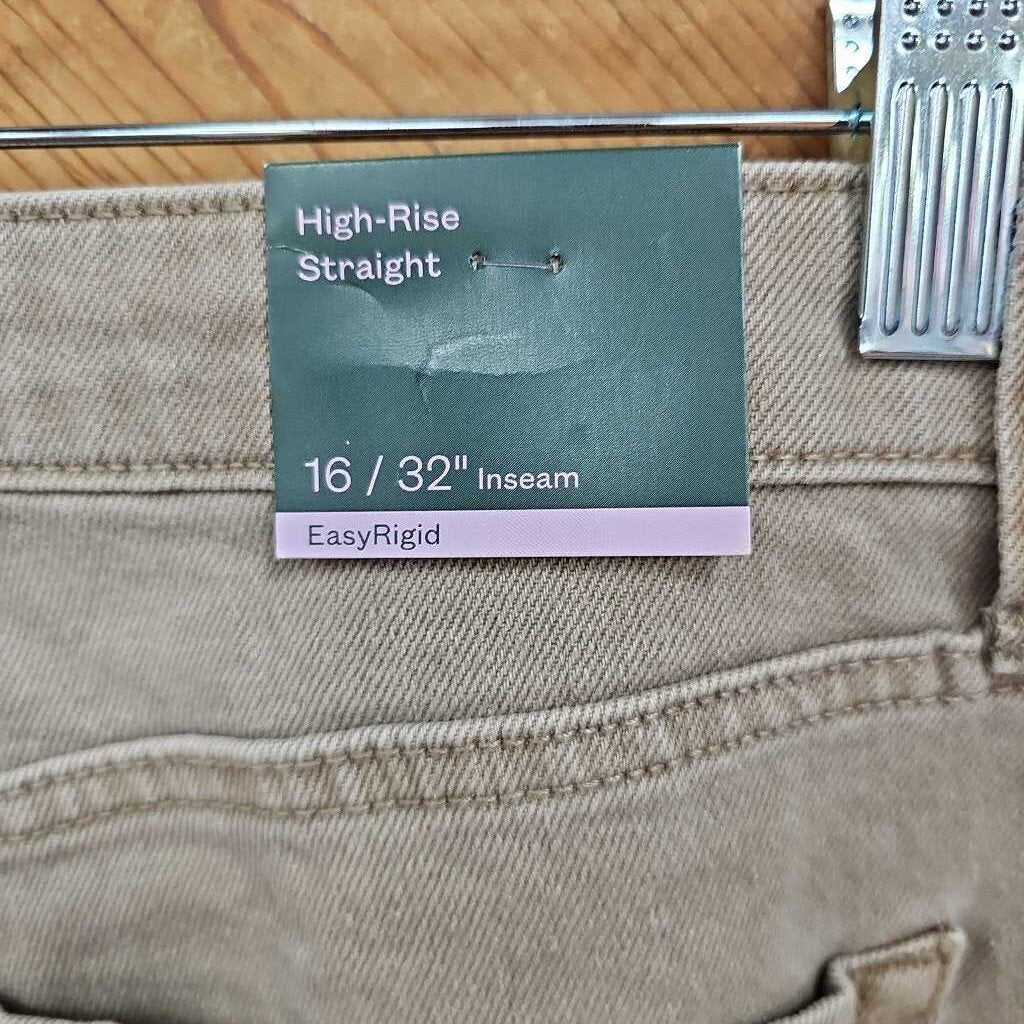 High-Rise
Straight
16 / 32" Inseam
EasyRigid